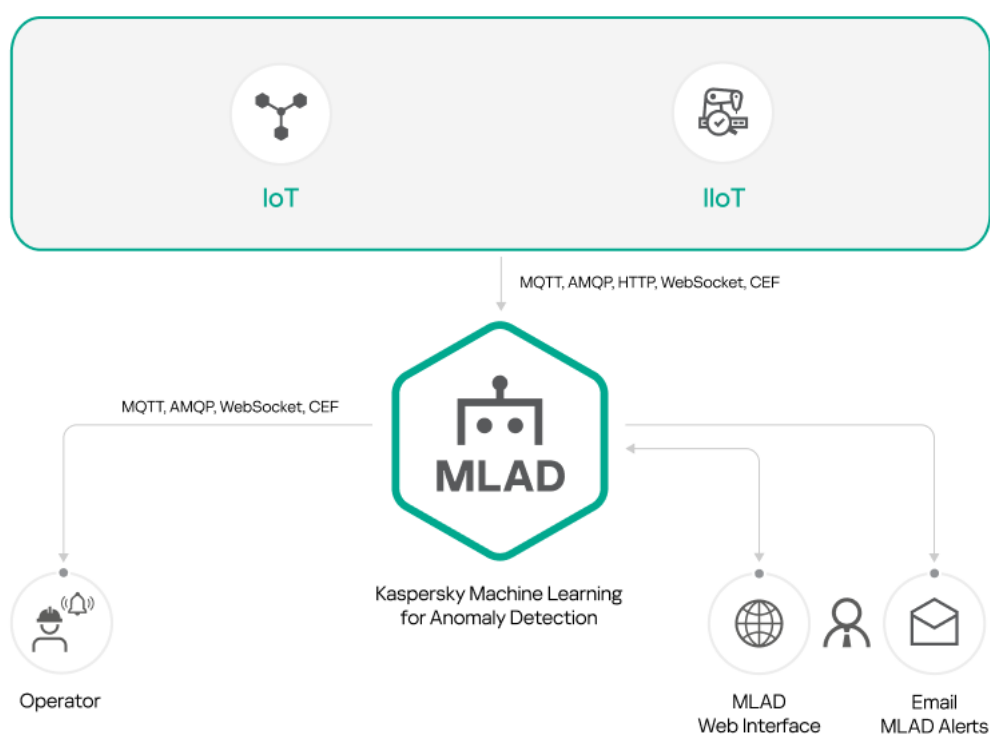 IoT
IIoT
MQTT, AMQP, HTTP, WebSocket, CEF
MQTT, AMQP, WebSocket, CEF
MLAD
Kaspersky Machine Learning
for Anomaly Detection
Operator
MLAD
Web Interface
Email
MLAD Alerts